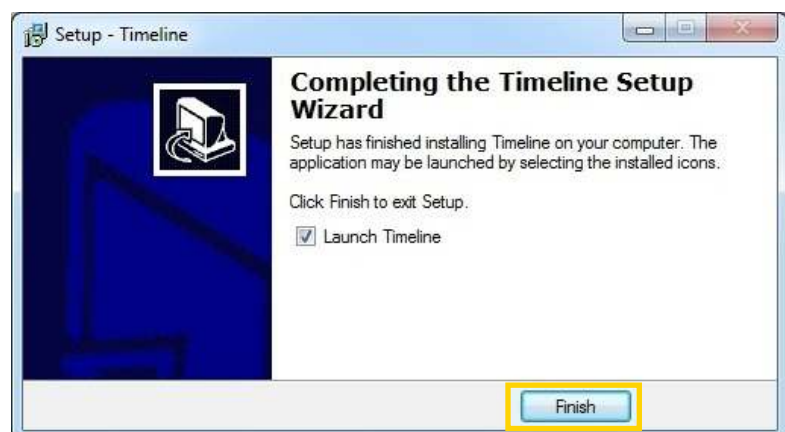 Setup - Timeline
Completing the Timeline Setup
Wizard
Setup has finished installing Timeline on your computer. The
application may be launched by selecting the installed icons.
Click Finish to exit Setup.
Launch Timeline
Finish